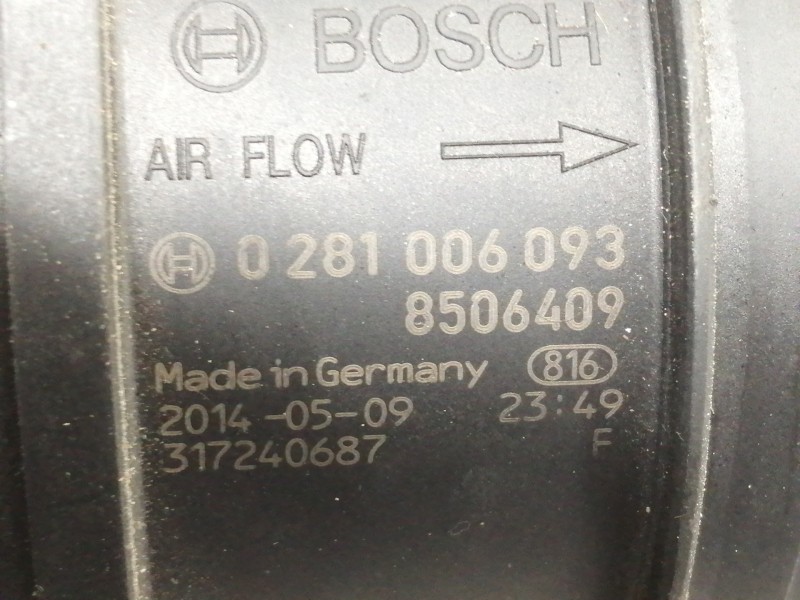 BOSCH
AIR FLOW
0 281 006 093
8506409
Made in Germany 816
2014-05-09 23:49
317240687 F